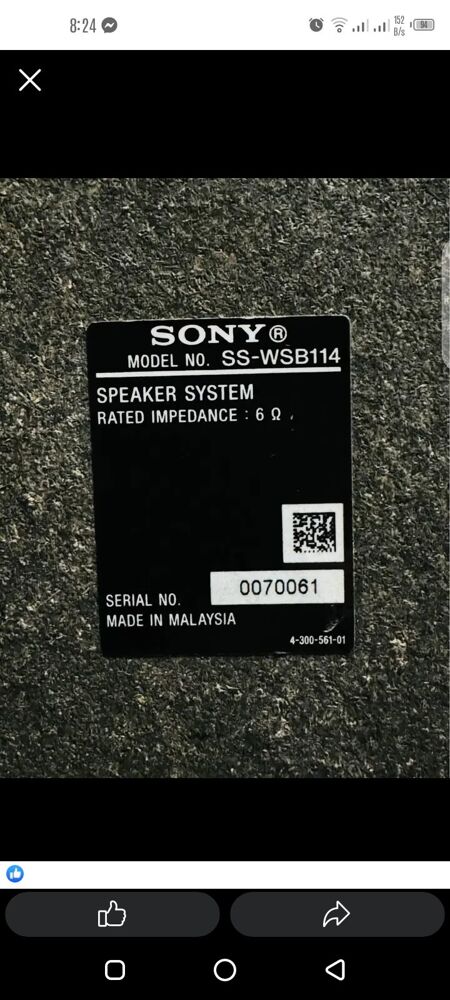 8:24
152
B/s
94
SONY®
MODEL NO. SS-WSB114
SPEAKER SYSTEM
RATED IMPEDANCE : 6 Ω
SERIAL NO. 0070061
MADE IN MALAYSIA
4-300-561-01